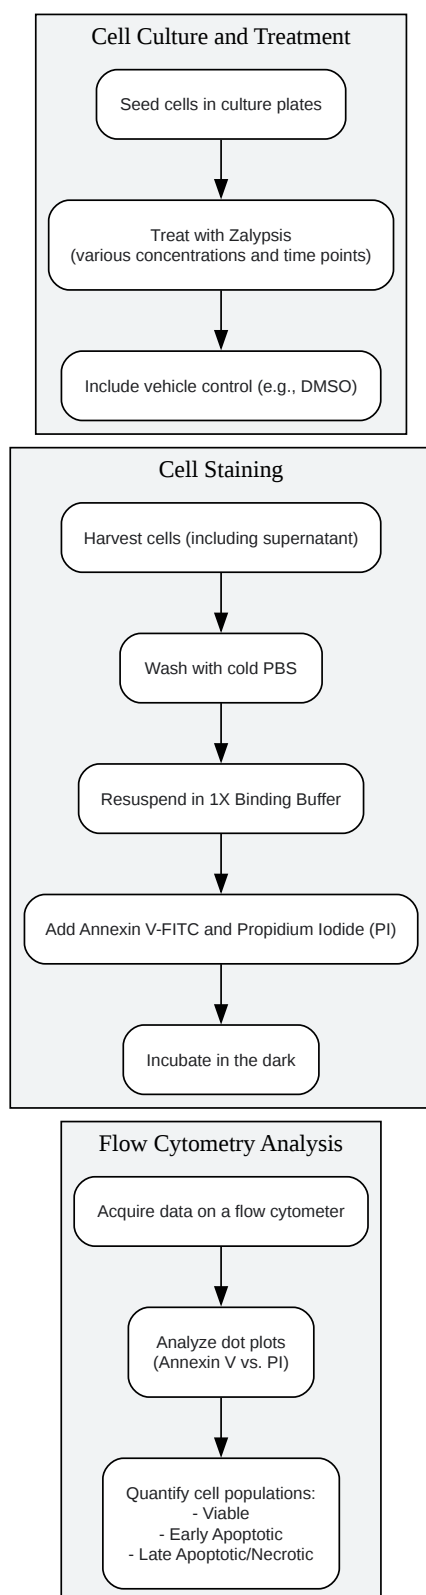 Cell Culture and Treatment
Seed cells in culture plates
Treat with Zalypsis
(various concentrations and time points)
Include vehicle control (e.g., DMSO)
Cell Staining
Harvest cells (including supernatant)
Wash with cold PBS
Resuspend in 1X Binding Buffer
Add Annexin V-FITC and Propidium Iodide (PI)
Incubate in the dark
Flow Cytometry Analysis
Acquire data on a flow cytometer
Analyze dot plots
(Annexin V vs. PI)
Quantify cell populations:
- Viable
- Early Apoptotic
- Late Apoptotic/Necrotic